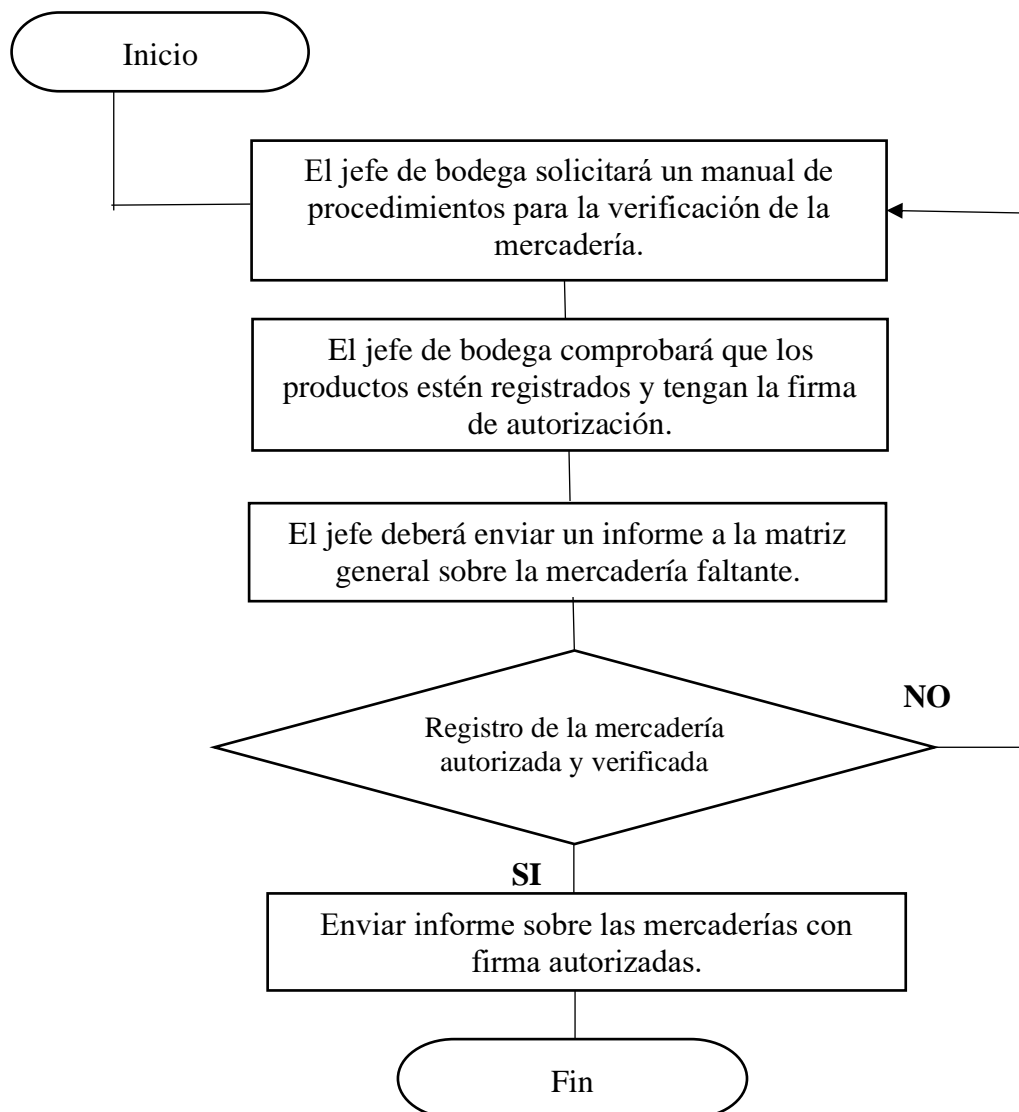 Inicio
El jefe de bodega solicitará un manual de
procedimientos para la verificación de la
mercadería.
El jefe de bodega comprobará que los
productos estén registrados y tengan la firma
de autorización.
El jefe deberá enviar un informe a la matriz
general sobre la mercadería faltante.
NO
Registro de la mercadería
autorizada y verificada
SI
Enviar informe sobre las mercaderías con
firma autorizadas.
Fin